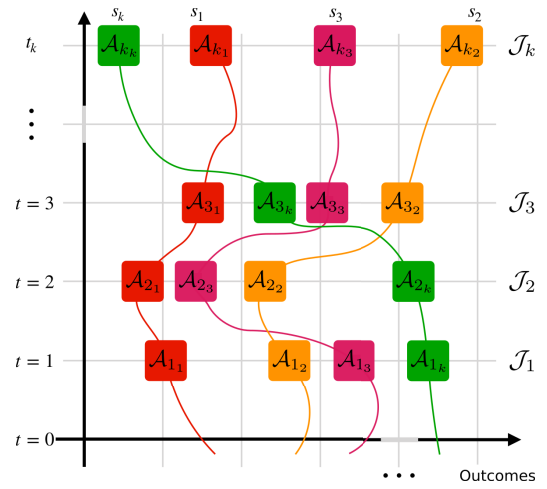 s_k s_1 s_3 s_2
t_k 𝒜_{k_k} 𝒜_{k_1} 𝒜_{k_3} 𝒜_{k_2} 𝒥_k
⋮
t = 3 𝒜_{3_1} 𝒜_{3_k} 𝒜_{3_3} 𝒜_{3_2} 𝒥_3
t = 2 𝒜_{2_1} 𝒜_{2_3} 𝒜_{2_2} 𝒜_{2_k} 𝒥_2
t = 1 𝒜_{1_1} 𝒜_{1_2} 𝒜_{1_3} 𝒜_{1_k} 𝒥_1
t = 0
⋯ Outcomes